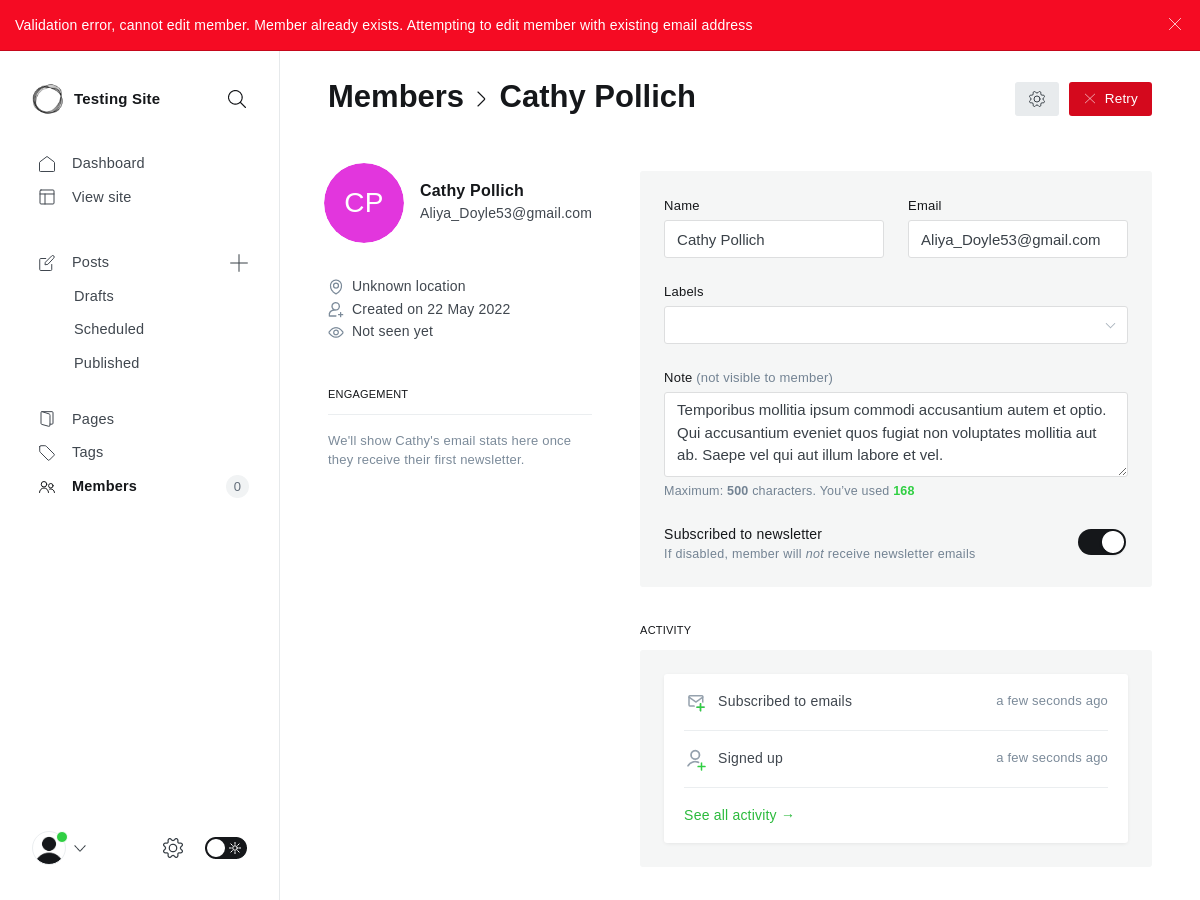 Validation error, cannot edit member. Member already exists. Attempting to edit member with existing email address
Testing Site
Dashboard
View site
Posts
Drafts
Scheduled
Published
Pages
Tags
Members
0
Members
Cathy Pollich
Retry
CP
Cathy Pollich
Aliya_Doyle53@gmail.com
Unknown location
Created on 22 May 2022
Not seen yet
ENGAGEMENT
We'll show Cathy's email stats here once
they receive their first newsletter.
Name
Email
Cathy Pollich
Aliya_Doyle53@gmail.com
Labels
Note (not visible to member)
Temporibus mollitia ipsum commodi accusantium autem et optio.
Qui accusantium eveniet quos fugiat non voluptates mollitia aut
ab. Saepe vel qui aut illum labore et vel.
Maximum: 500 characters. You’ve used 168
Subscribed to newsletter
If disabled, member will not receive newsletter emails
ACTIVITY
Subscribed to emails
a few seconds ago
Signed up
a few seconds ago
See all activity →